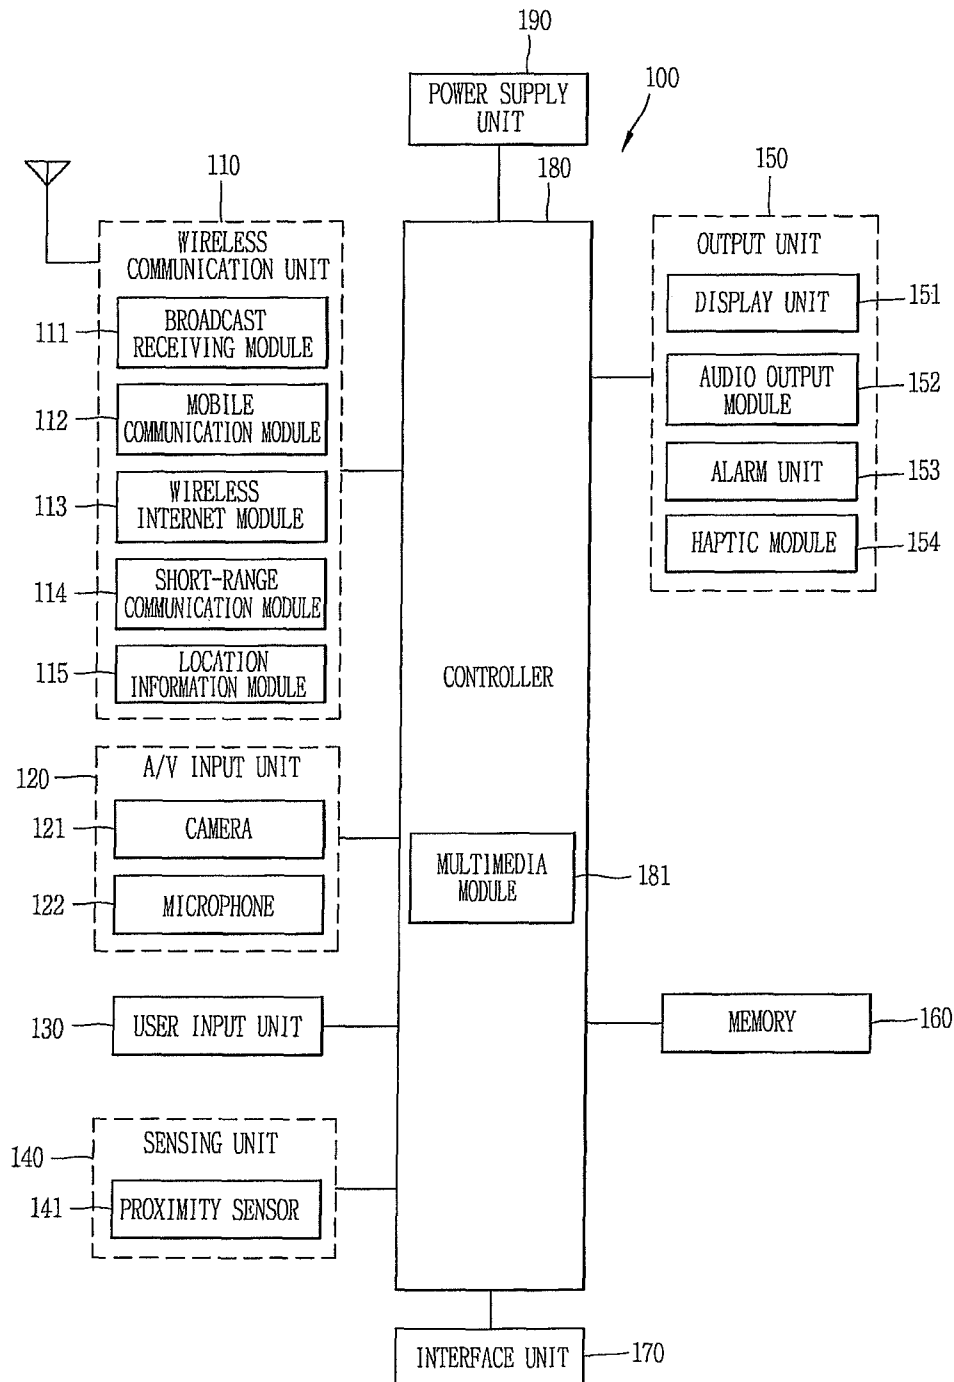 190
POWER SUPPLY
UNIT
100
110
180
150
WIRELESS
COMMUNICATION UNIT
111
BROADCAST
RECEIVING MODULE
112
MOBILE
COMMUNICATION MODULE
113
WIRELESS
INTERNET MODULE
114
SHORT-RANGE
COMMUNICATION MODULE
115
LOCATION
INFORMATION MODULE
OUTPUT UNIT
DISPLAY UNIT
151
AUDIO OUTPUT
MODULE
152
ALARM UNIT
153
HAPTIC MODULE
154
CONTROLLER
120
A/V INPUT UNIT
121
CAMERA
122
MICROPHONE
MULTIMEDIA
MODULE
181
130
USER INPUT UNIT
MEMORY
160
140
SENSING UNIT
141
PROXIMITY SENSOR
INTERFACE UNIT
170